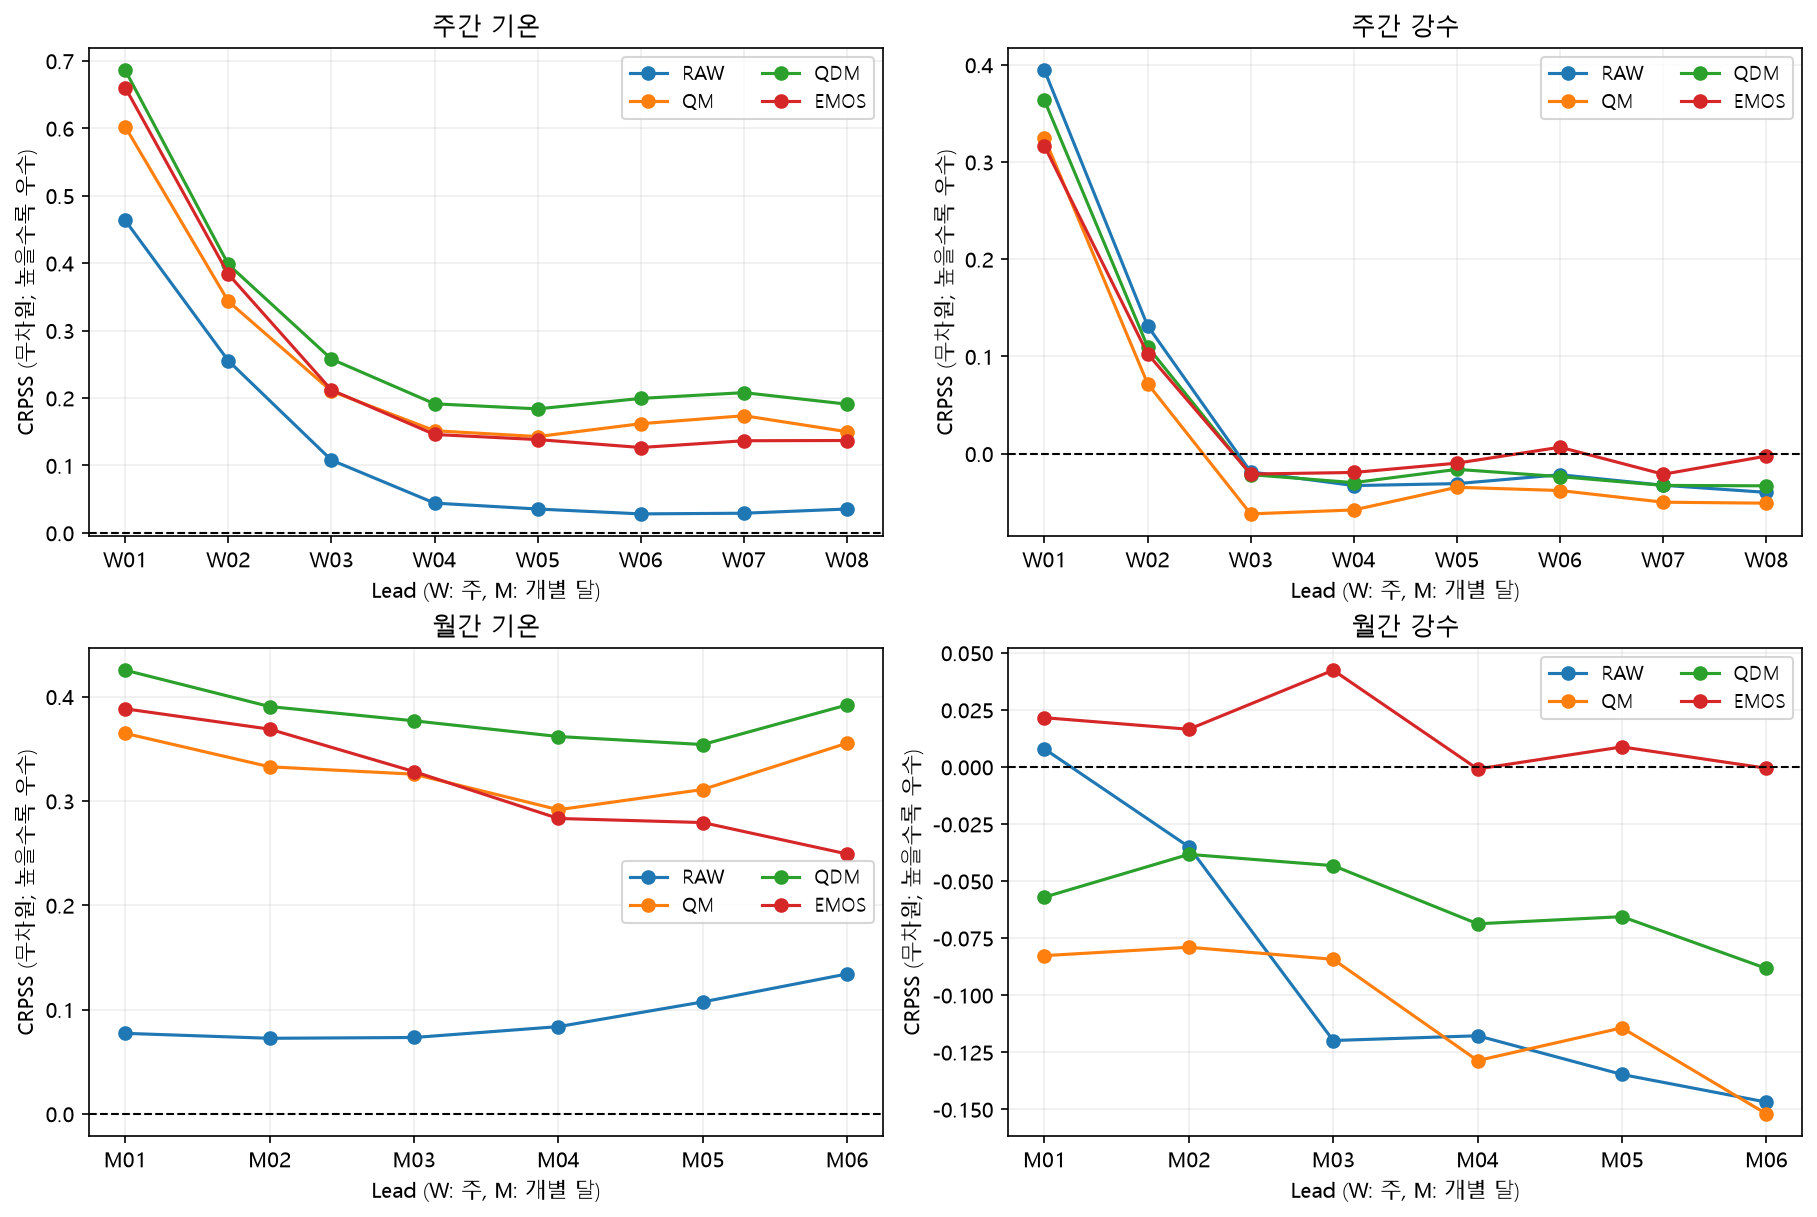 주간 기온
CRPSS (무차원; 높을수록 우수)
0.7
0.6
0.5
0.4
0.3
0.2
0.1
0.0
RAW
QM
QDM
EMOS
W01 W02 W03 W04 W05 W06 W07 W08
Lead (W: 주, M: 개별 달)
주간 강수
CRPSS (무차원; 높을수록 우수)
0.4
0.3
0.2
0.1
0.0
RAW
QM
QDM
EMOS
W01 W02 W03 W04 W05 W06 W07 W08
Lead (W: 주, M: 개별 달)
월간 기온
CRPSS (무차원; 높을수록 우수)
0.4
0.3
0.2
0.1
0.0
RAW
QM
QDM
EMOS
M01 M02 M03 M04 M05 M06
Lead (W: 주, M: 개별 달)
월간 강수
CRPSS (무차원; 높을수록 우수)
0.050
0.025
0.000
-0.025
-0.050
-0.075
-0.100
-0.125
-0.150
RAW
QM
QDM
EMOS
M01 M02 M03 M04 M05 M06
Lead (W: 주, M: 개별 달)